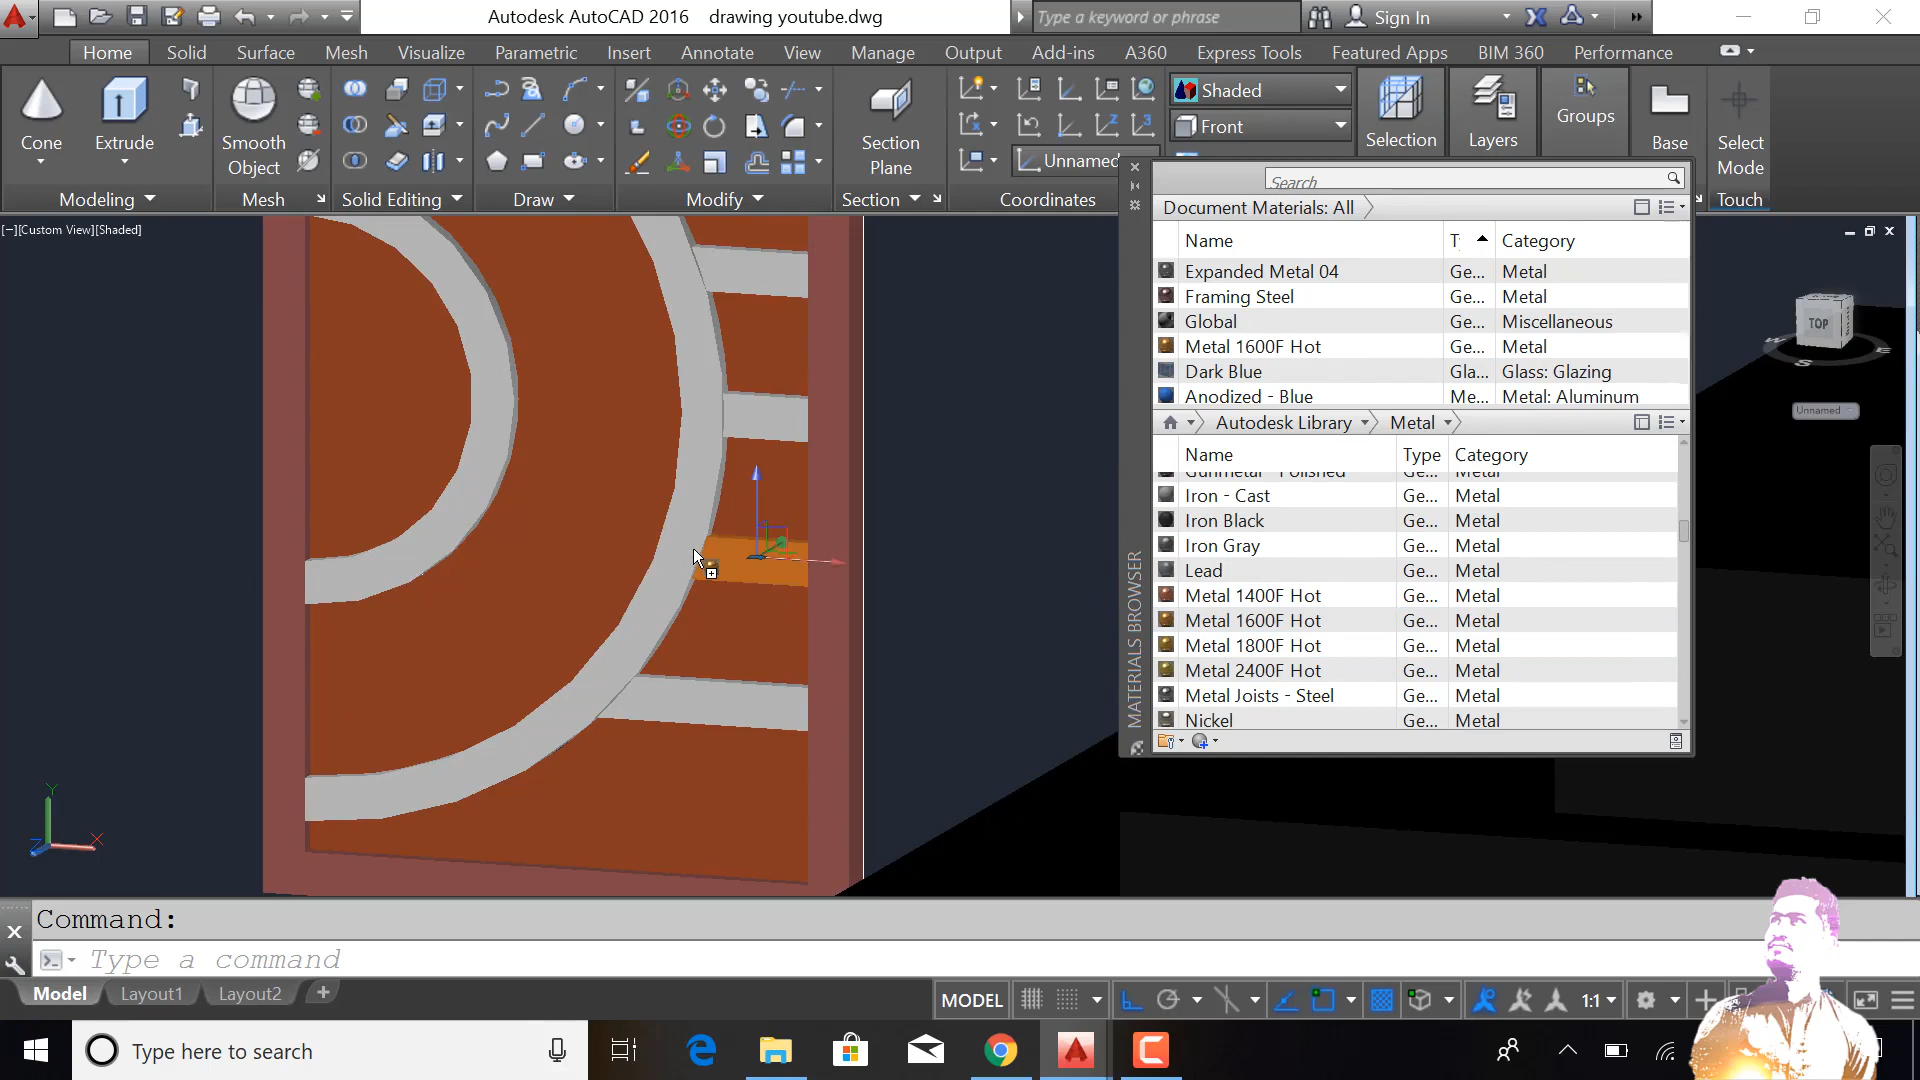 Autodesk AutoCAD 2016 drawing youtube.dwg
Type a keyword or phrase
Sign In
Home Solid Surface Mesh Visualize Parametric Insert Annotate View Manage Output Add-ins A360 Express Tools Featured Apps BIM 360 Performance
Cone
Extrude
Smooth
Object
Section
Plane
Shaded
Front
Unnamed
Selection
Layers
Groups
Base
Select
Mode
Modeling Mesh Solid Editing Draw Modify Section Coordinates Touch
[−][Custom View][Shaded]
Search
Document Materials: All
Name Category
Expanded Metal 04 Ge... Metal
Framing Steel Ge... Metal
Global Ge... Miscellaneous
Metal 1600F Hot Ge... Metal
Dark Blue Gla... Glass: Glazing
Anodized - Blue Me... Metal: Aluminum
Autodesk Library Metal
Name Type Category
Gunmetal - Polished
Iron - Cast Ge... Metal
Iron Black Ge... Metal
Iron Gray Ge... Metal
Lead Ge... Metal
Metal 1400F Hot Ge... Metal
Metal 1600F Hot Ge... Metal
Metal 1800F Hot Ge... Metal
Metal 2400F Hot Ge... Metal
Metal Joists - Steel Ge... Metal
Nickel Ge... Metal
MATERIALS BROWSER
TOP
W S E
Unnamed
Y
Z X
Command:
Type a command
Model Layout1 Layout2 +
MODEL 1:1
Type here to search